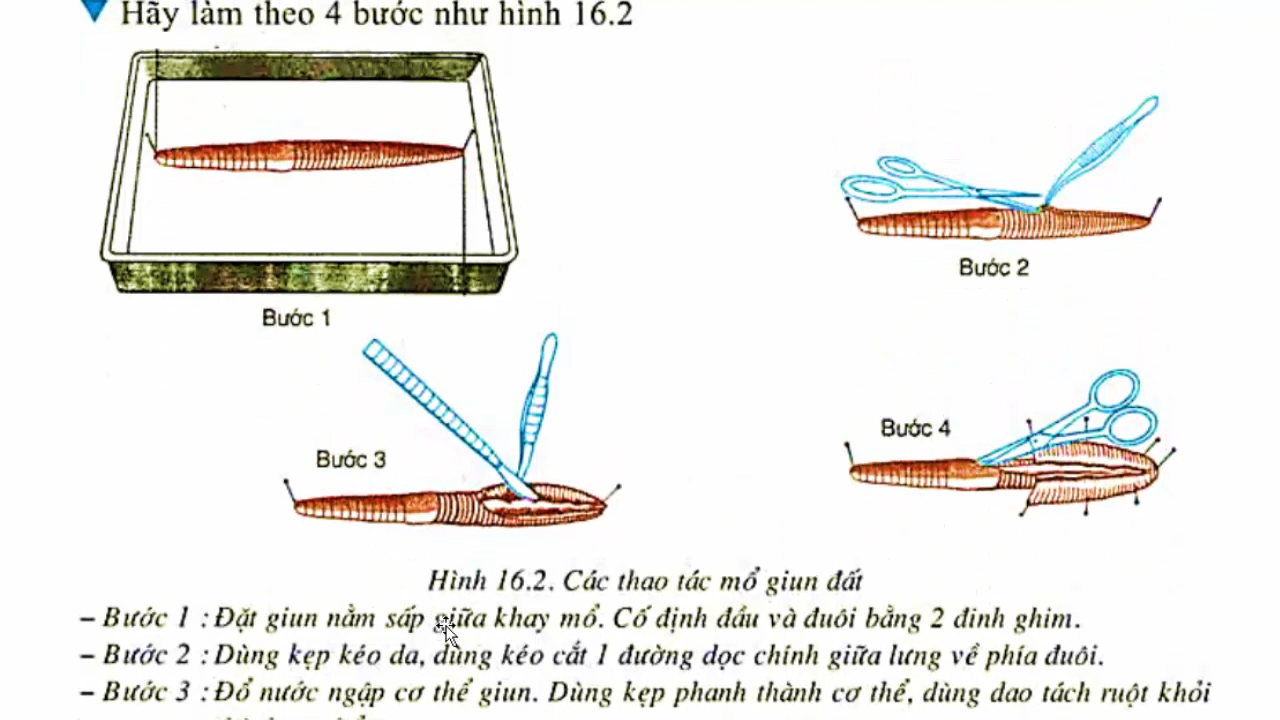 Hãy làm theo 4 bước như hình 16.2
Bước 1
Bước 2
Bước 3
Bước 4
Hình 16.2. Các thao tác mổ giun đất
– Bước 1 : Đặt giun nằm sấp giữa khay mổ. Cố định đầu và đuôi bằng 2 đinh ghim.
– Bước 2 : Dùng kẹp kéo da, dùng kéo cắt 1 đường dọc chính giữa lưng về phía đuôi.
– Bước 3 : Đổ nước ngập cơ thể giun. Dùng kẹp phanh thành cơ thể, dùng dao tách ruột khỏi